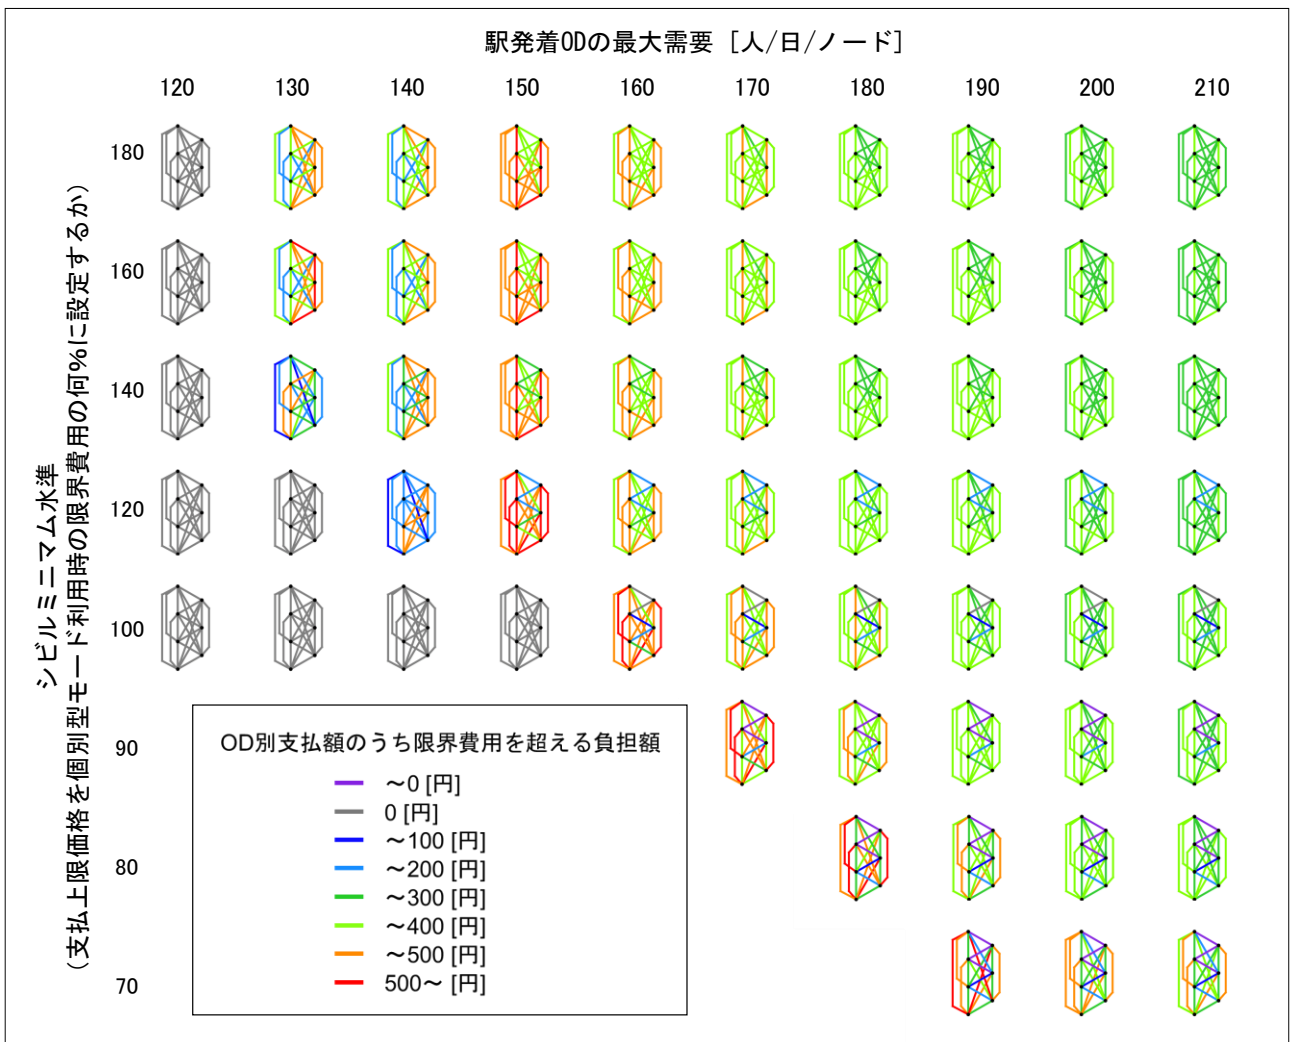 駅発着ODの最大需要［人/日/ノード］
120 130 140 150 160 170 180 190 200 210
シビルミニマム水準
（支払上限価格を個別型モード利用時の限界費用の何%に設定するか）
180
160
140
120
100
90
80
70
OD別支払額のうち限界費用を超える負担額
～0 [円]
0 [円]
～100 [円]
～200 [円]
～300 [円]
～400 [円]
～500 [円]
500～ [円]